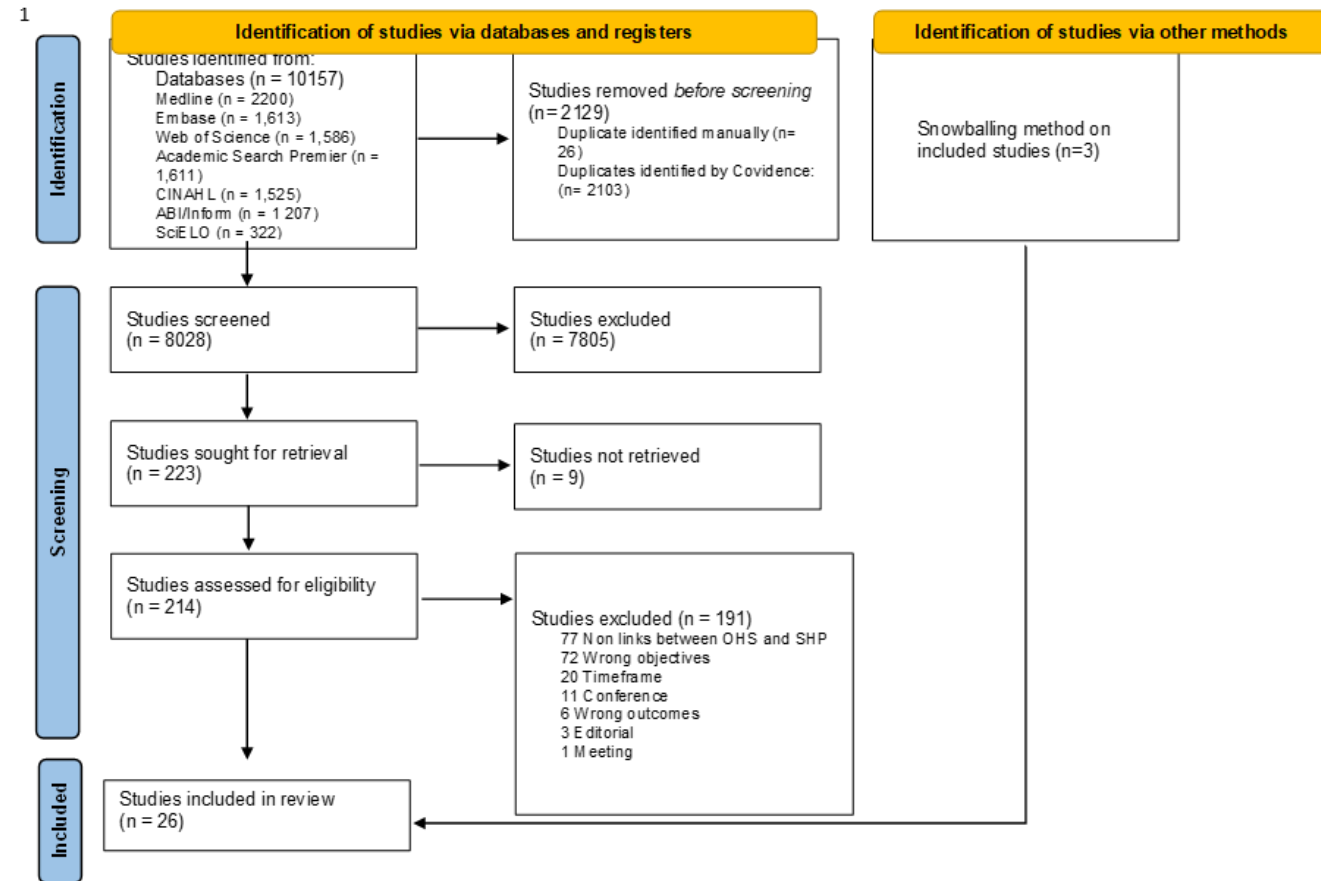 1
Identification of studies via databases and registers
Identification of studies via other methods
Identification
Studies identified from:
Databases (n = 10157)
Medline (n = 2200)
Embase (n = 1,613)
Web of Science (n = 1,586)
Academic Search Premier (n =
1,611)
CINAHL (n = 1,525)
ABI/Inform (n = 1 207)
SciELO (n = 322)
Studies removed before screening
(n=2129)
Duplicate identified manually (n=
26)
Duplicates identified by Covidence:
(n= 2103)
Snowballing method on
included studies (n=3)
Screening
Studies screened
(n = 8028)
Studies excluded
(n = 7805)
Studies sought for retrieval
(n = 223)
Studies not retrieved
(n = 9)
Studies assessed for eligibility
(n = 214)
Studies excluded (n = 191)
77 Non links between OHS and SHP
72 Wrong objectives
20 Timeframe
11 Conference
6 Wrong outcomes
3 Editorial
1 Meeting
Included
Studies included in review
(n = 26)